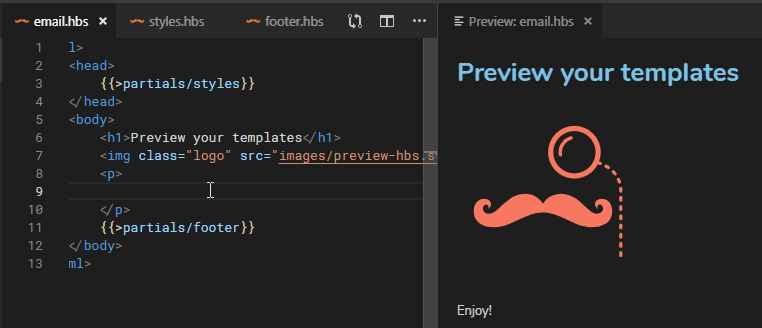 email.hbs × styles.hbs footer.hbs ··· Preview: email.hbs ×
1 l>
2 <head>
3 {{>partials/styles}}
4 </head>
5 <body>
6 <h1>Preview your templates</h1>
7 <img class="logo" src="images/preview-hbs.s
8 <p>
9
10 </p>
11 {{>partials/footer}}
12 </body>
13 ml>
Preview your templates
Enjoy!